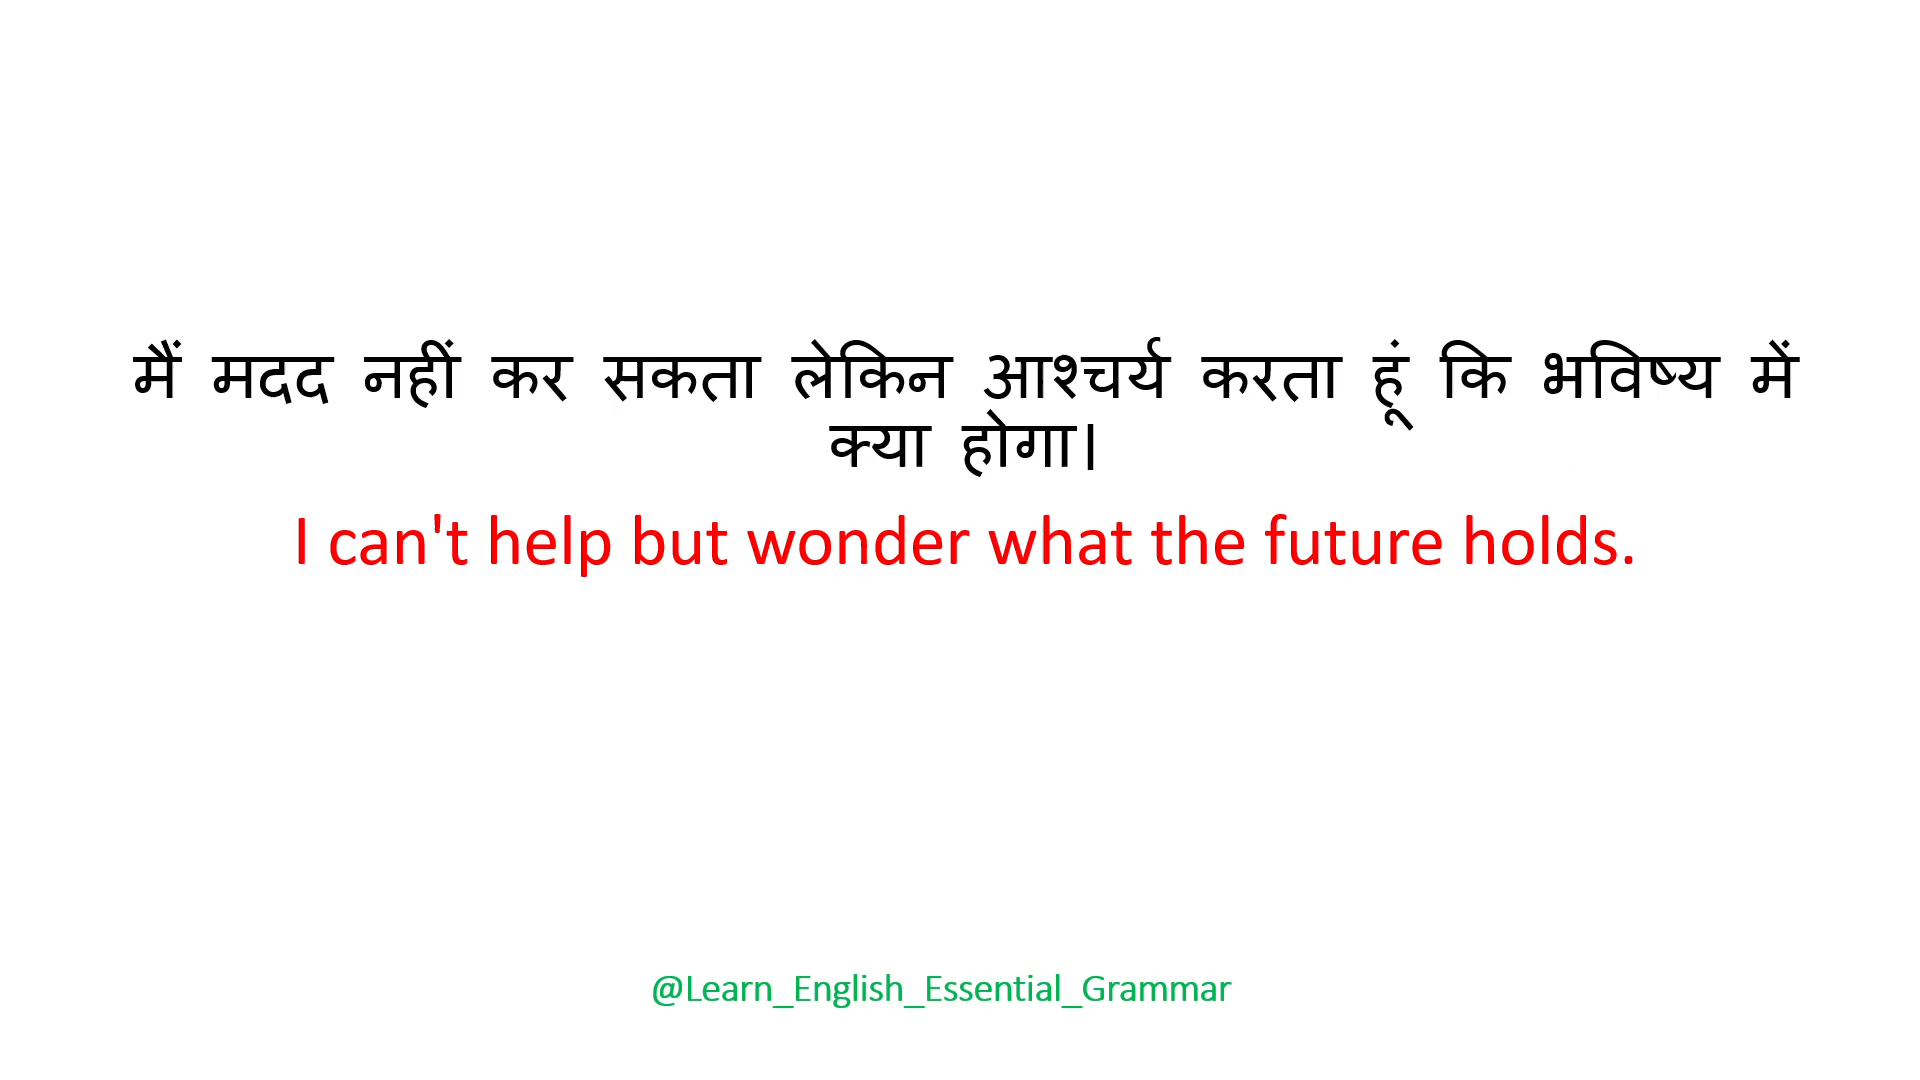 मैं मदद नहीं कर सकता लेकिन आश्चर्य करता हूं कि भविष्य में
क्या होगा।
I can't help but wonder what the future holds.
@Learn_English_Essential_Grammar